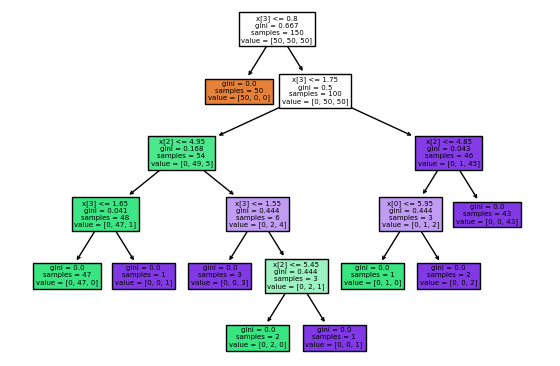 x[3] <= 0.8
gini = 0.667
samples = 150
value = [50, 50, 50]
gini = 0.0
samples = 50
value = [50, 0, 0]
x[3] <= 1.75
gini = 0.5
samples = 100
value = [0, 50, 50]
x[2] <= 4.95
gini = 0.168
samples = 54
value = [0, 49, 5]
x[2] <= 4.85
gini = 0.043
samples = 46
value = [0, 1, 45]
x[3] <= 1.65
gini = 0.041
samples = 48
value = [0, 47, 1]
x[3] <= 1.55
gini = 0.444
samples = 6
value = [0, 2, 4]
x[0] <= 5.95
gini = 0.444
samples = 3
value = [0, 1, 2]
gini = 0.0
samples = 43
value = [0, 0, 43]
gini = 0.0
samples = 47
value = [0, 47, 0]
gini = 0.0
samples = 1
value = [0, 0, 1]
gini = 0.0
samples = 3
value = [0, 0, 3]
x[2] <= 5.45
gini = 0.444
samples = 3
value = [0, 2, 1]
gini = 0.0
samples = 1
value = [0, 1, 0]
gini = 0.0
samples = 2
value = [0, 0, 2]
gini = 0.0
samples = 2
value = [0, 2, 0]
gini = 0.0
samples = 1
value = [0, 0, 1]